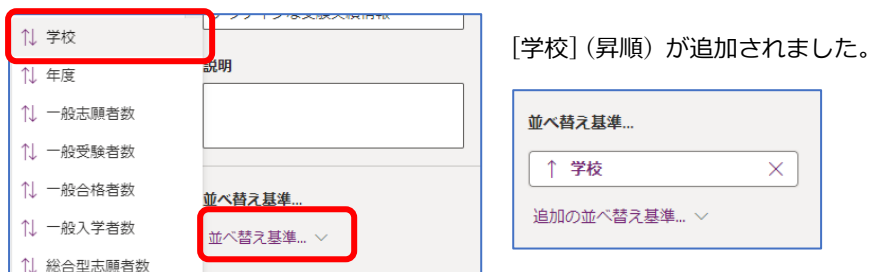 学校
年度
一般志願者数
一般受験者数
一般合格者数
一般入学者数
総合型志願者数
説明
並べ替え基準...
並べ替え基準...
[学校](昇順)が追加されました。
並べ替え基準...
学校
追加の並べ替え基準...